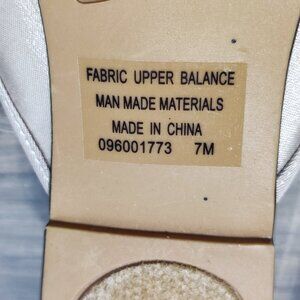 FABRIC UPPER BALANCE
MAN MADE MATERIALS
MADE IN CHINA
096001773 7M